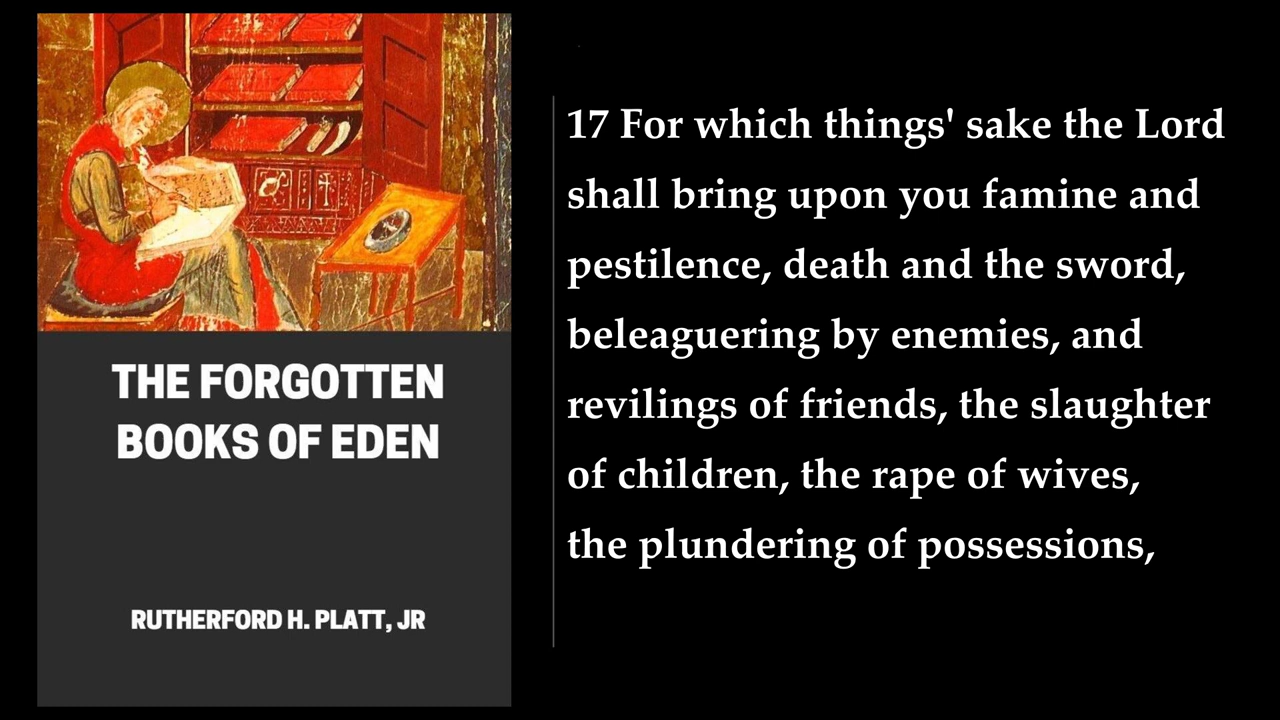 THE FORGOTTEN
BOOKS OF EDEN
RUTHERFORD H. PLATT, JR
17 For which things' sake the Lord
shall bring upon you famine and
pestilence, death and the sword,
beleaguering by enemies, and
revilings of friends, the slaughter
of children, the rape of wives,
the plundering of possessions,